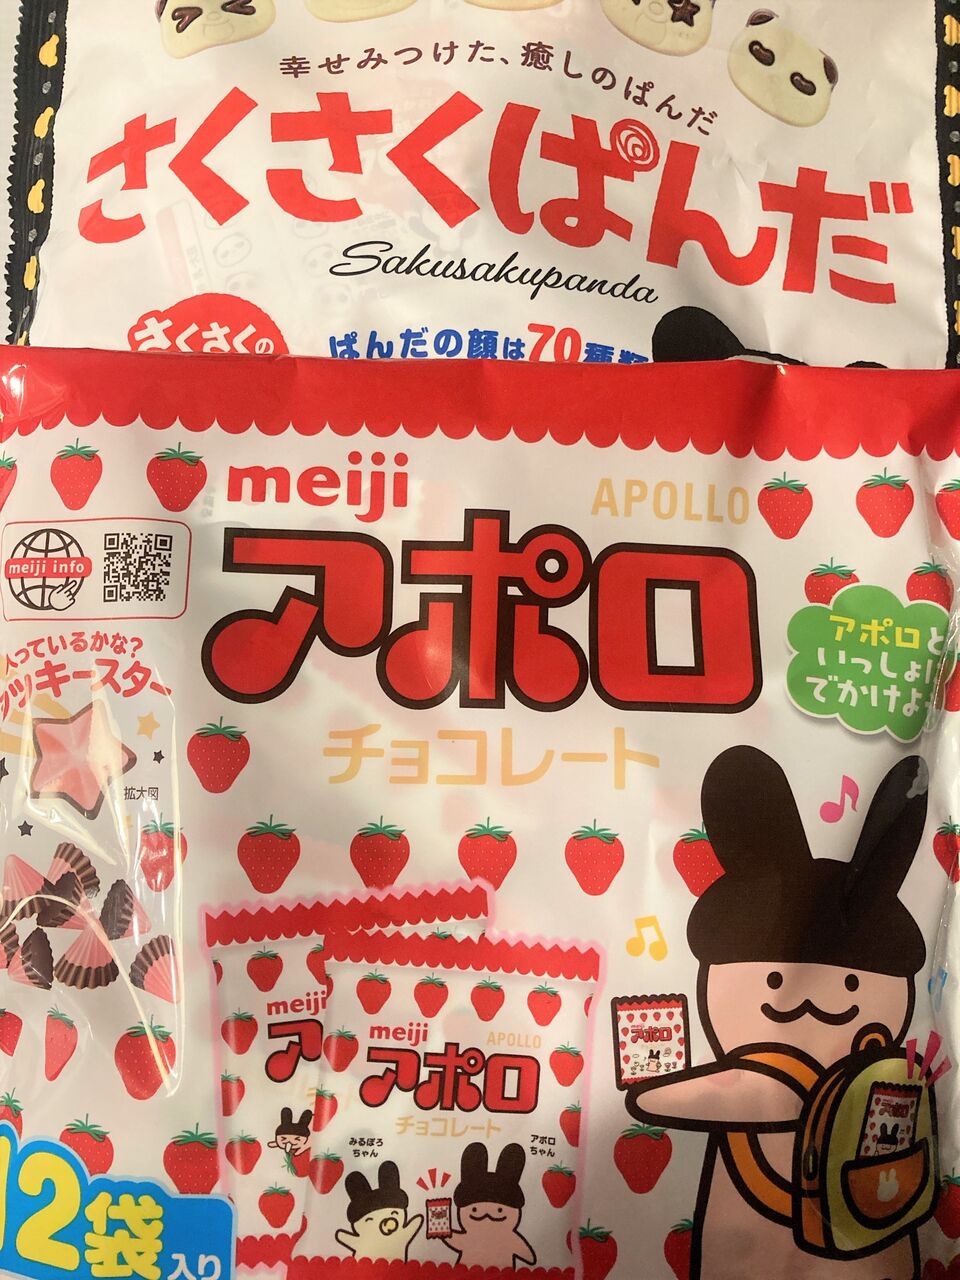 幸せみつけた、癒しのぱんだ
さくさくぱんだ
Sakusakupanda
さくさくの
ぱんだの顔は70種類
meiji
APOLLO
アポロ
チョコレート
meiji info
入っているかな?
ッキースター
拡大図
アポロと
いっしょに
でかけよ
meiji
meiji
APOLLO
アポロ
チョコレート
みるぽろ
ちゃん
アポロ
ちゃん
アポロ
アポロ
12袋入り